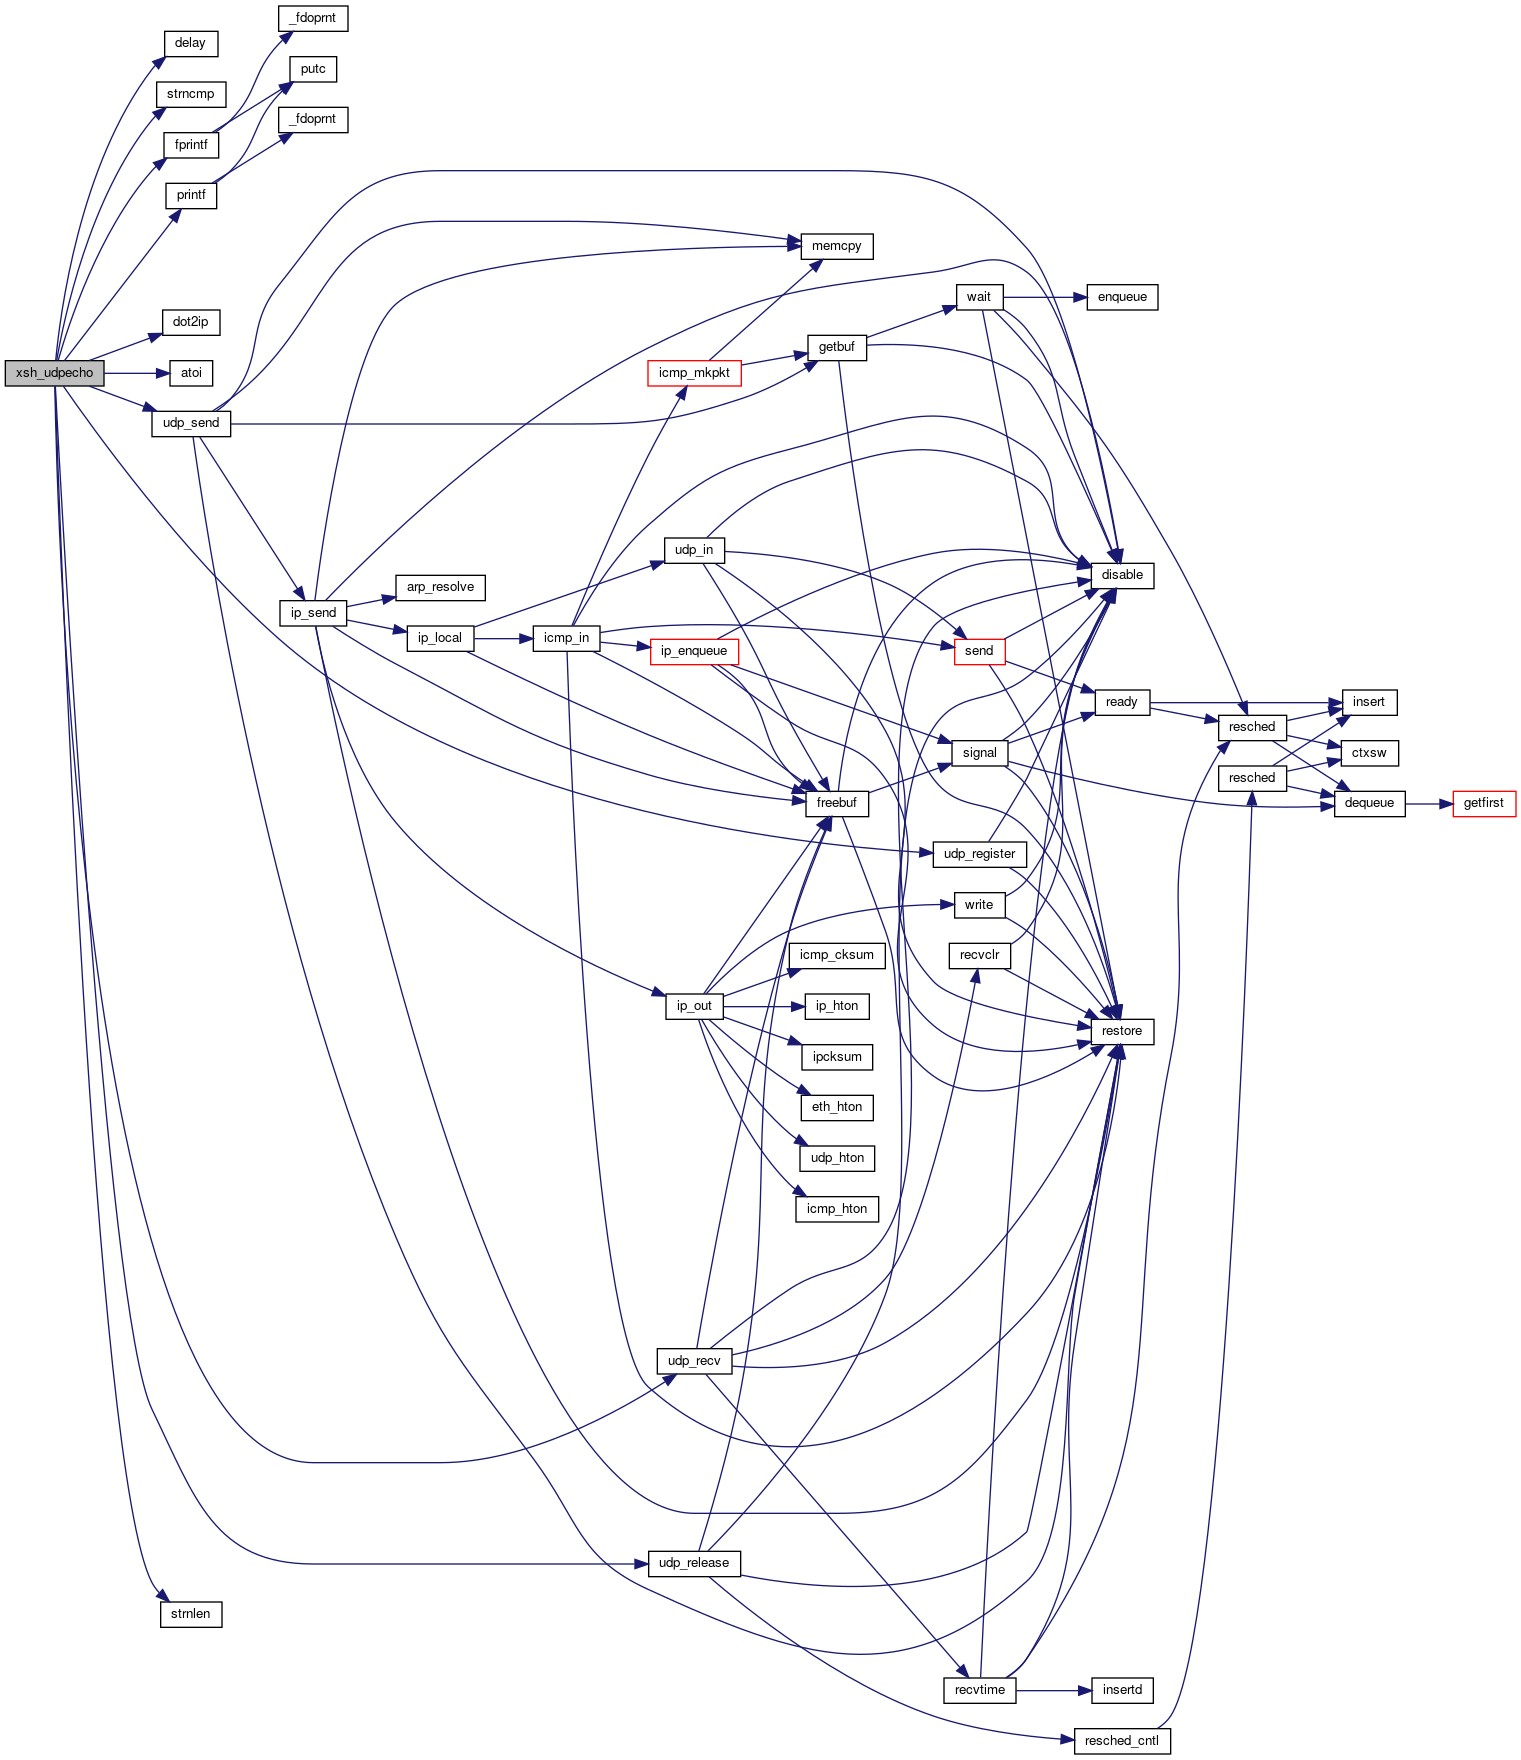 _fdoprnt
delay
putc
strncmp
_fdoprnt
fprintf
printf
memcpy
wait
enqueue
dot2ip
getbuf
xsh_udpecho
atoi
icmp_mkpkt
udp_send
udp_in
disable
arp_resolve
ip_send
ip_local
icmp_in
ip_enqueue
send
ready
insert
resched
signal
ctxsw
resched
freebuf
dequeue
getfirst
udp_register
write
icmp_cksum
recvclr
ip_out
ip_hton
restore
ipcksum
eth_hton
udp_hton
icmp_hton
udp_recv
udp_release
strnlen
recvtime
insertd
resched_cntl